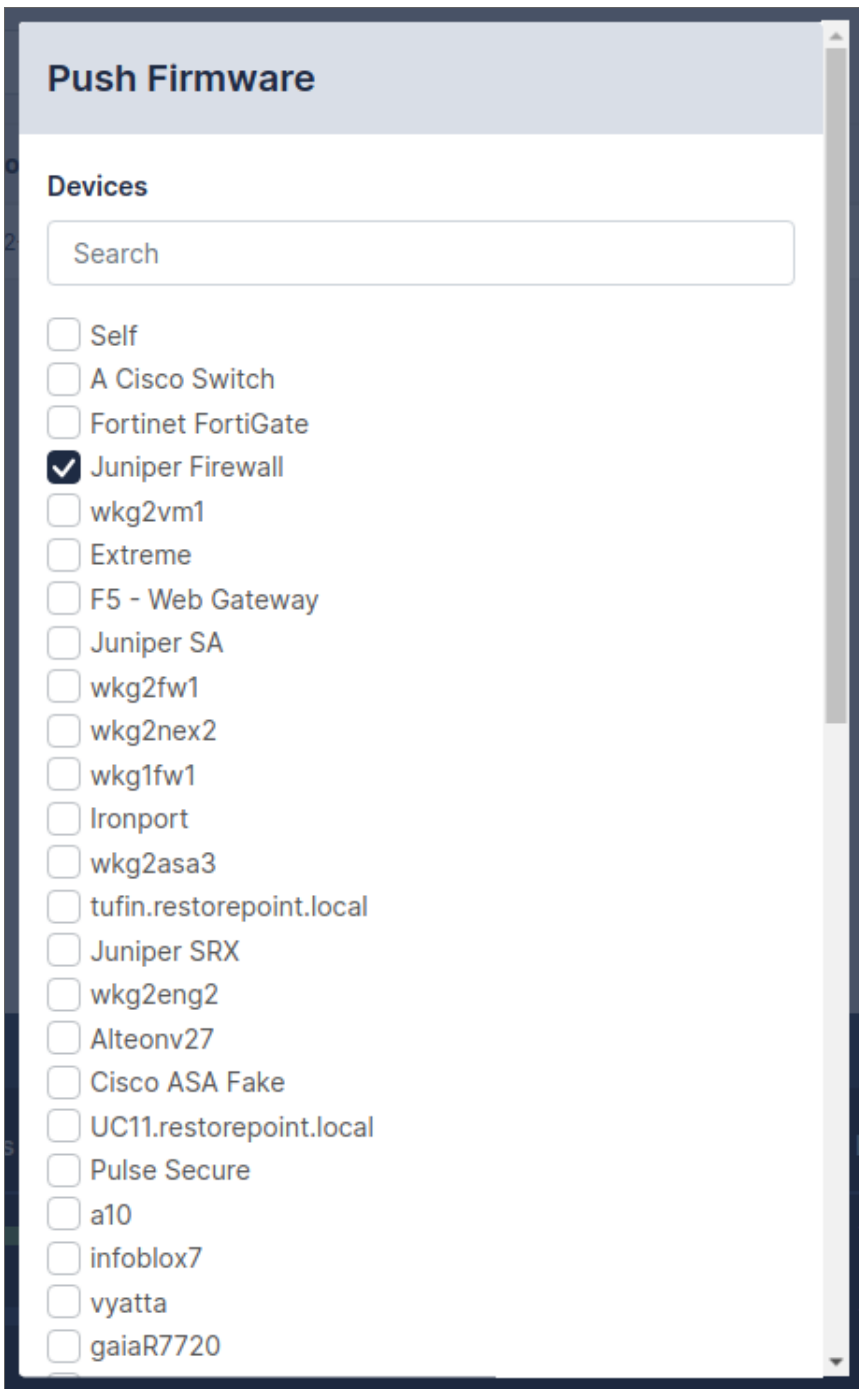 Push Firmware
Devices
Search
Self
A Cisco Switch
Fortinet FortiGate
Juniper Firewall
wkg2vm1
Extreme
F5 - Web Gateway
Juniper SA
wkg2fw1
wkg2nex2
wkg1fw1
Ironport
wkg2asa3
tufin.restorepoint.local
Juniper SRX
wkg2eng2
Alteonv27
Cisco ASA Fake
UC11.restorepoint.local
Pulse Secure
a10
infoblox7
vyatta
gaiaR7720